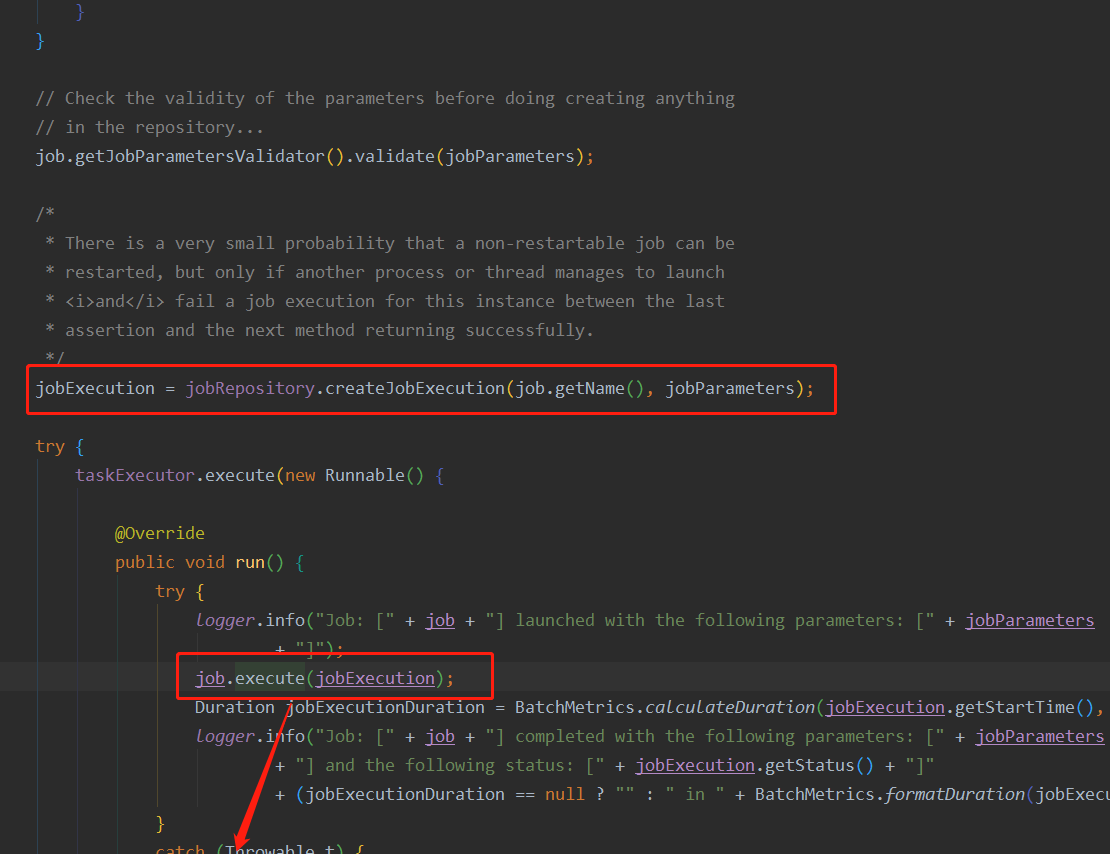 }
}
// Check the validity of the parameters before doing creating anything
// in the repository...
job.getJobParametersValidator().validate(jobParameters);
/*
* There is a very small probability that a non-restartable job can be
* restarted, but only if another process or thread manages to launch
* <i>and</i> fail a job execution for this instance between the last
* assertion and the next method returning successfully.
*/
jobExecution = jobRepository.createJobExecution(job.getName(), jobParameters);
try {
taskExecutor.execute(new Runnable() {
@Override
public void run() {
try {
logger.info("Job: [" + job + "] launched with the following parameters: [" + jobParameters
+ "]");
job.execute(jobExecution);
Duration jobExecutionDuration = BatchMetrics.calculateDuration(jobExecution.getStartTime(),
logger.info("Job: [" + job + "] completed with the following parameters: [" + jobParameters
+ "] and the following status: [" + jobExecution.getStatus() + "]"
+ (jobExecutionDuration == null ? "" : " in " + BatchMetrics.formatDuration(jobExecu
}
catch (Throwable t) {